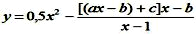 y = 0,5x² − [(ax − b) + c]x − b / x − 1